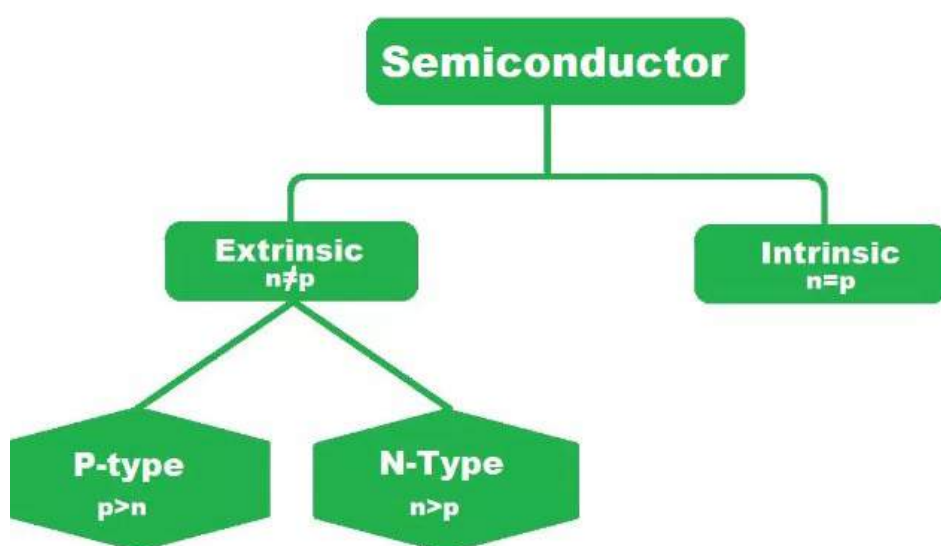 Semiconductor
Extrinsic
n≠p
Intrinsic
n=p
P-type
p>n
N-Type
n>p